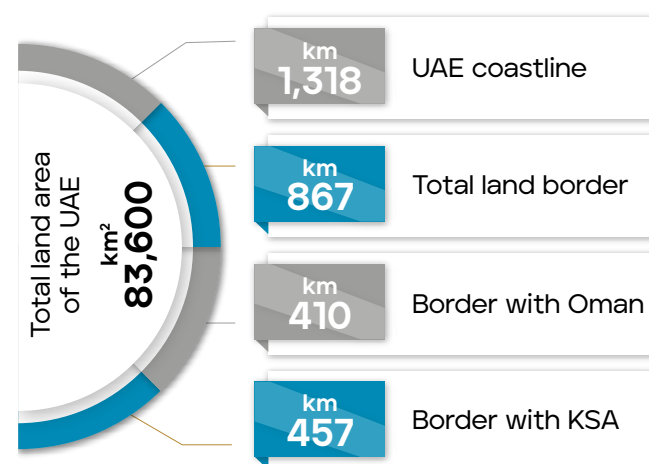 Total land area
of the UAE
km²
83,600
km
1,318
UAE coastline
km
867
Total land border
km
410
Border with Oman
km
457
Border with KSA